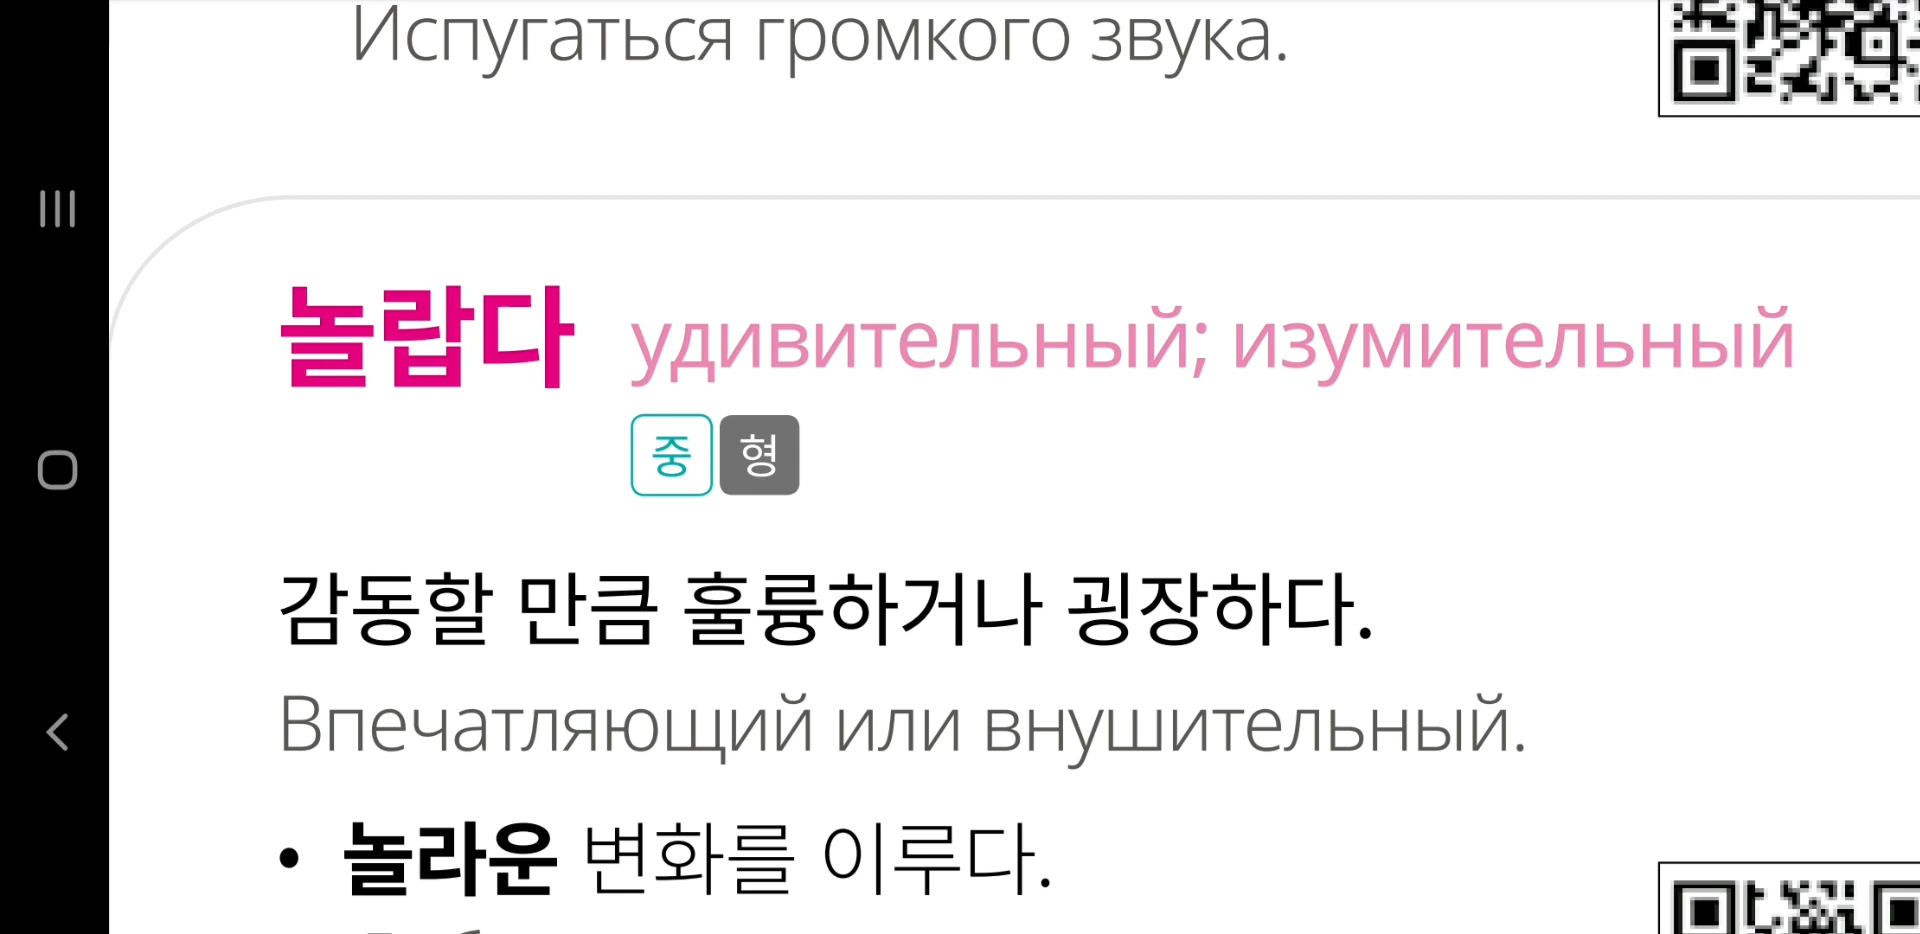 Испугаться громкого звука.
놀랍다 удивительный; изумительный
중 형
감동할 만큼 훌륭하거나 굉장하다.
Впечатляющий или внушительный.
• 놀라운 변화를 이루다.